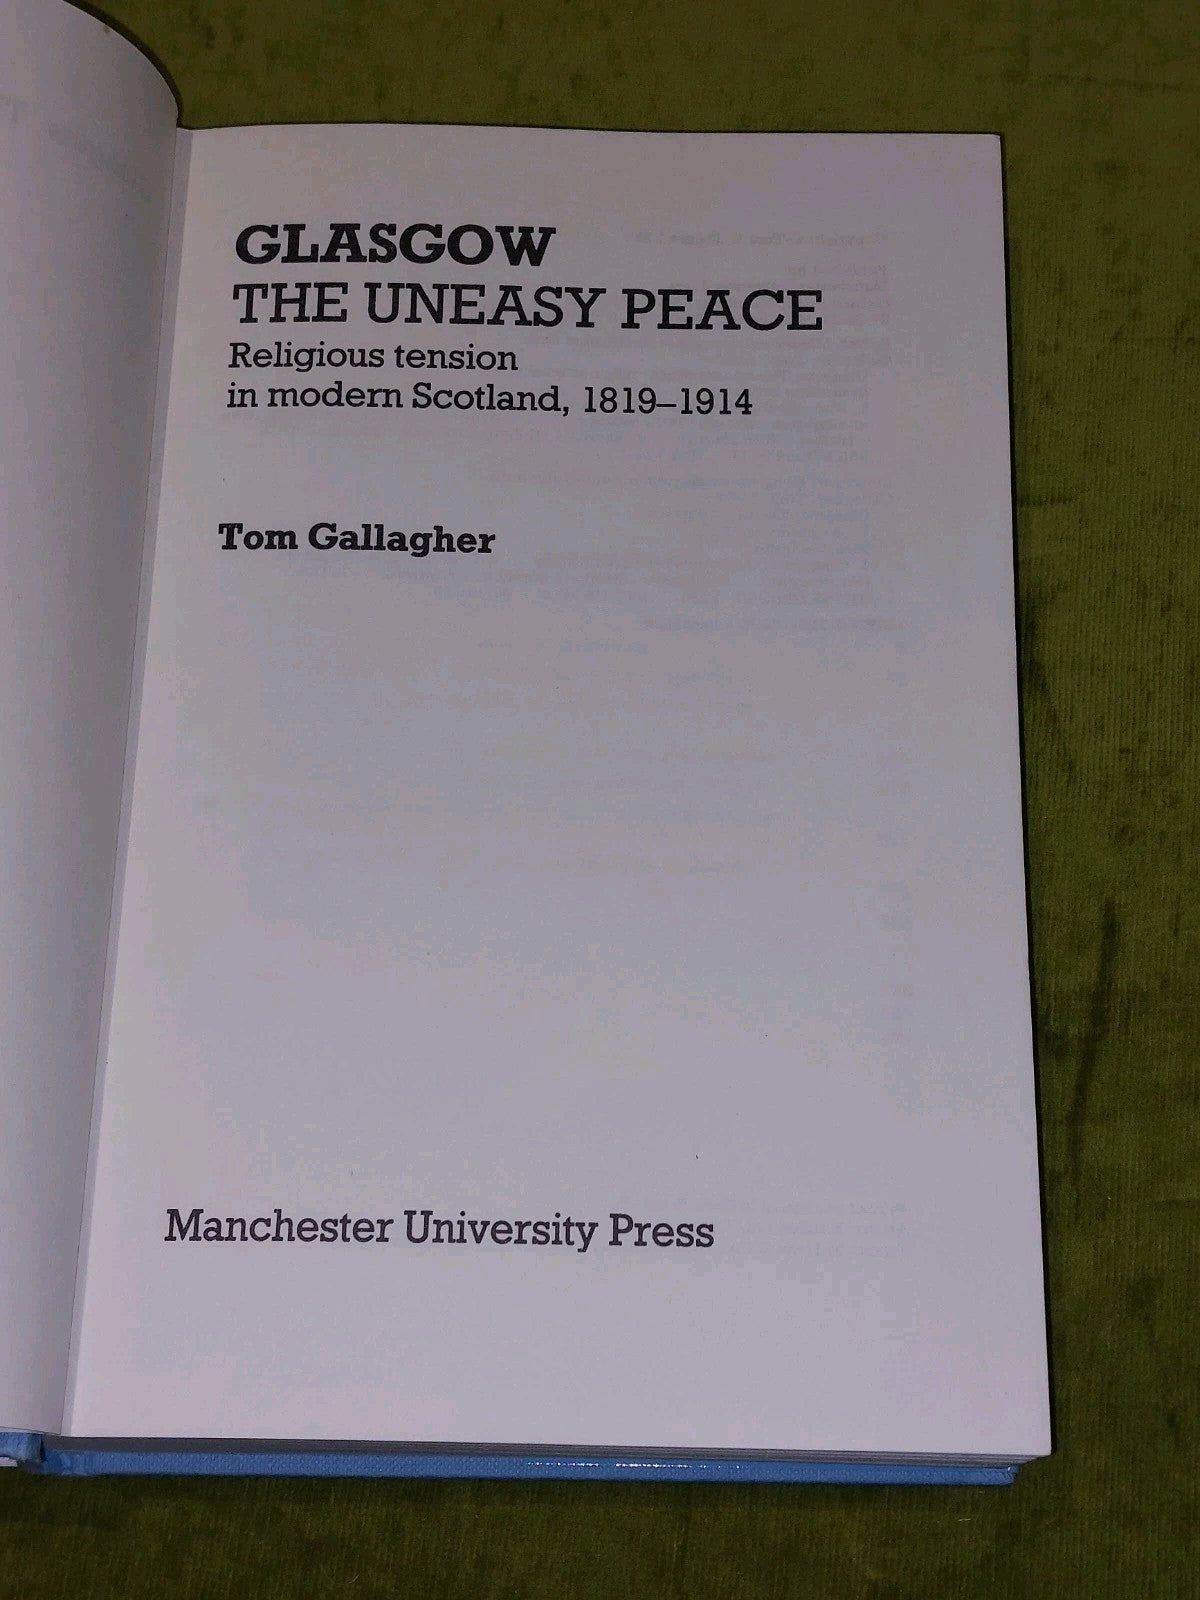 GLASGOW
THE UNEASY PEACE
Religious tension
in modern Scotland, 1819–1914
Tom Gallagher
Manchester University Press